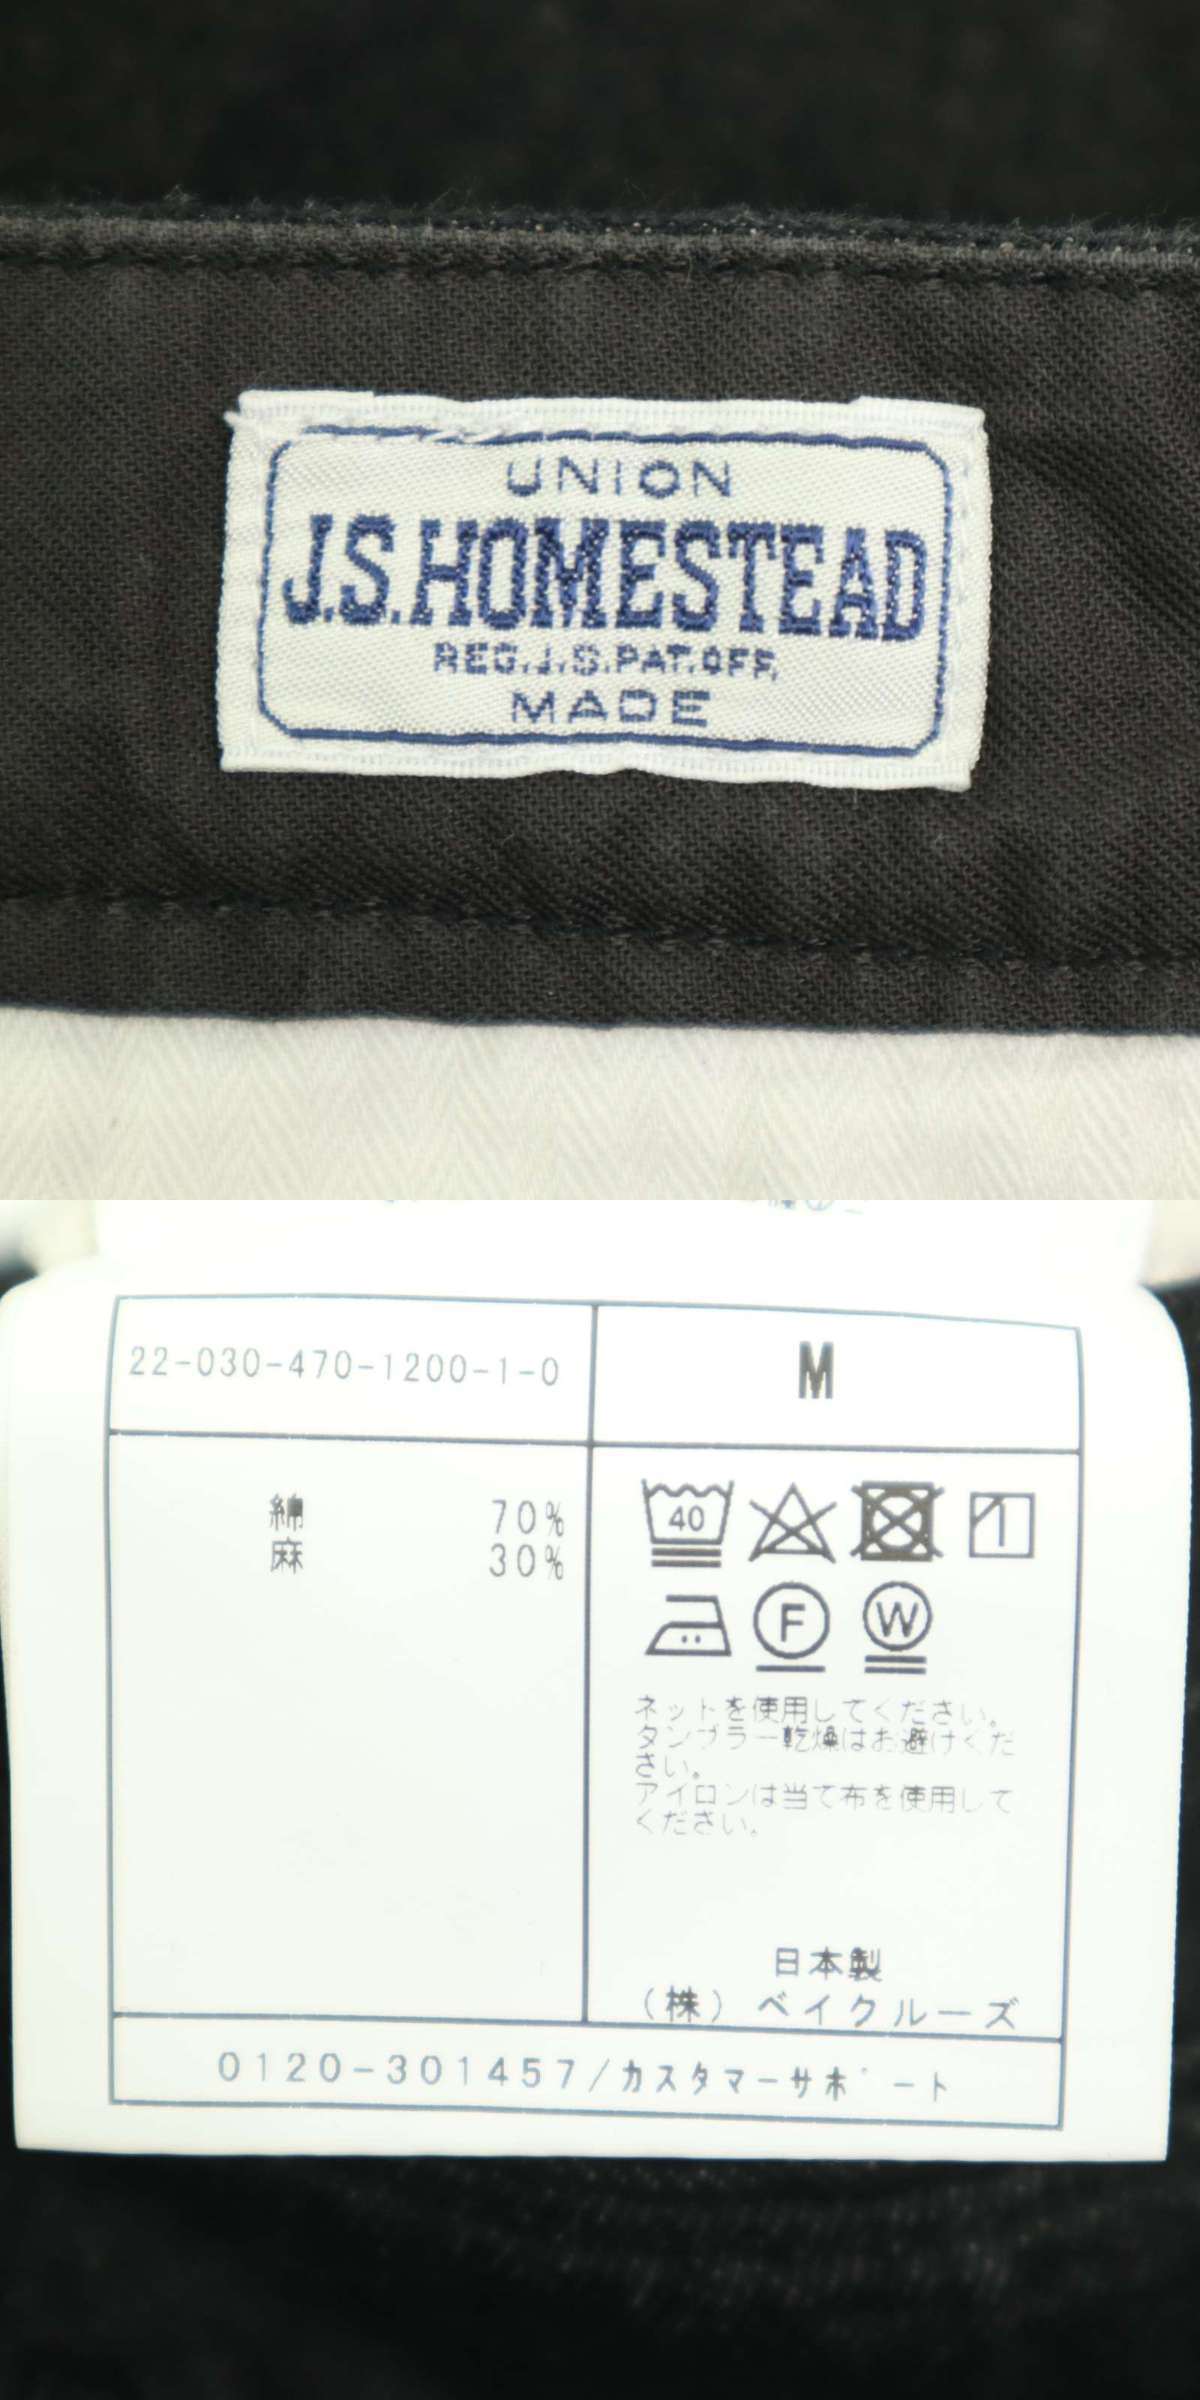 UNION
J.S.HOMESTEAD
REG.J.S.PAT.OFF.
MADE
22-030-470-1200-1-0
M
綿 70%
麻 30%
40
F
W
ネットを使用してください。
タンブラー乾燥はお避けくだ
さい。
アイロンは当て布を使用して
ください。
日本製
(株) ベイクルーズ
0120-301457/カスタマーサポート